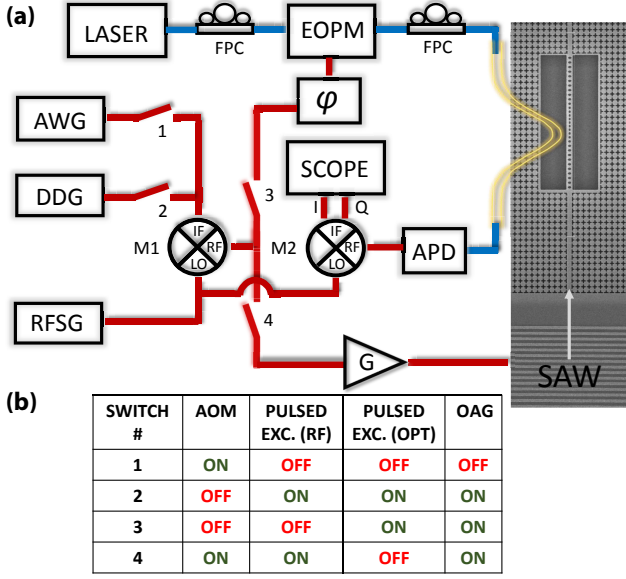 (a)
LASER
FPC
EOPM
FPC
φ
AWG
1
DDG
2
3
SCOPE
I
Q
M1
IF
RF
LO
M2
IF
RF
LO
APD
RFSG
4
G
SAW
(b)
SWITCH # AOM PULSED EXC. (RF) PULSED EXC. (OPT) OAG
1 ON OFF OFF OFF
2 OFF ON ON ON
3 OFF OFF ON ON
4 ON ON OFF ON